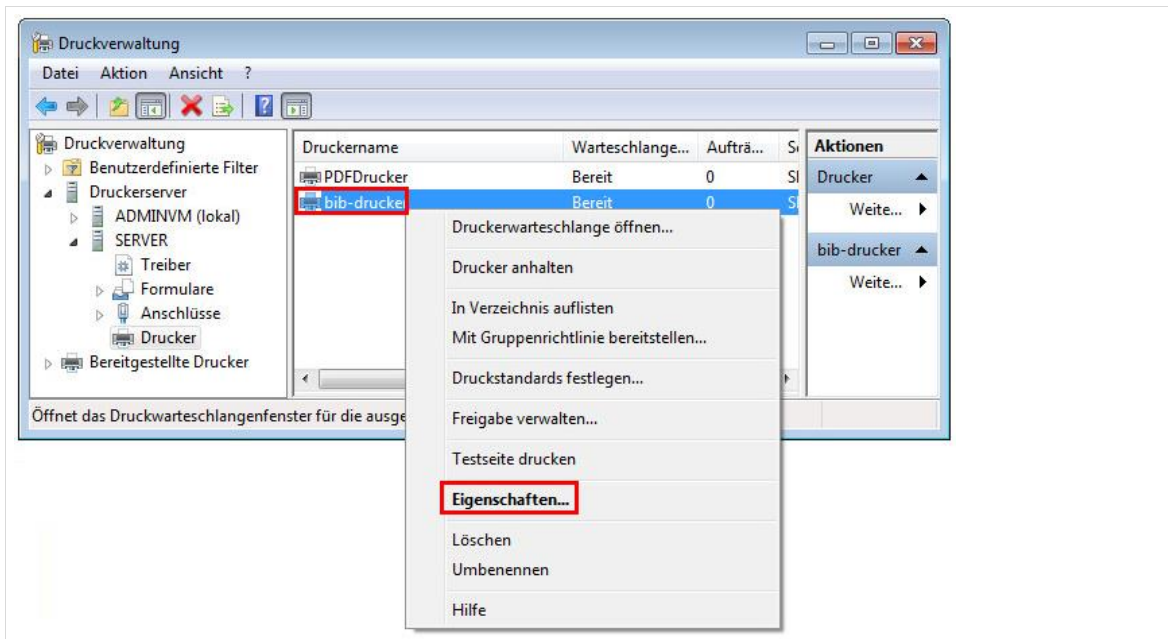 Druckverwaltung
Datei Aktion Ansicht ?
Druckverwaltung
Benutzerdefinierte Filter
Druckerserver
ADMINVM (lokal)
SERVER
Treiber
Formulare
Anschlüsse
Drucker
Bereitgestellte Drucker
Druckername Warteschlange... Aufträ...
PDFDrucker Bereit 0
bib-drucker Bereit 0
Aktionen
Drucker
Weite...
bib-drucker
Weite...
Druckerwarteschlange öffnen...
Drucker anhalten
In Verzeichnis auflisten
Mit Gruppenrichtlinie bereitstellen...
Druckstandards festlegen...
Freigabe verwalten...
Testseite drucken
Eigenschaften...
Löschen
Umbenennen
Hilfe
Öffnet das Druckwarteschlangenfenster für die ausge